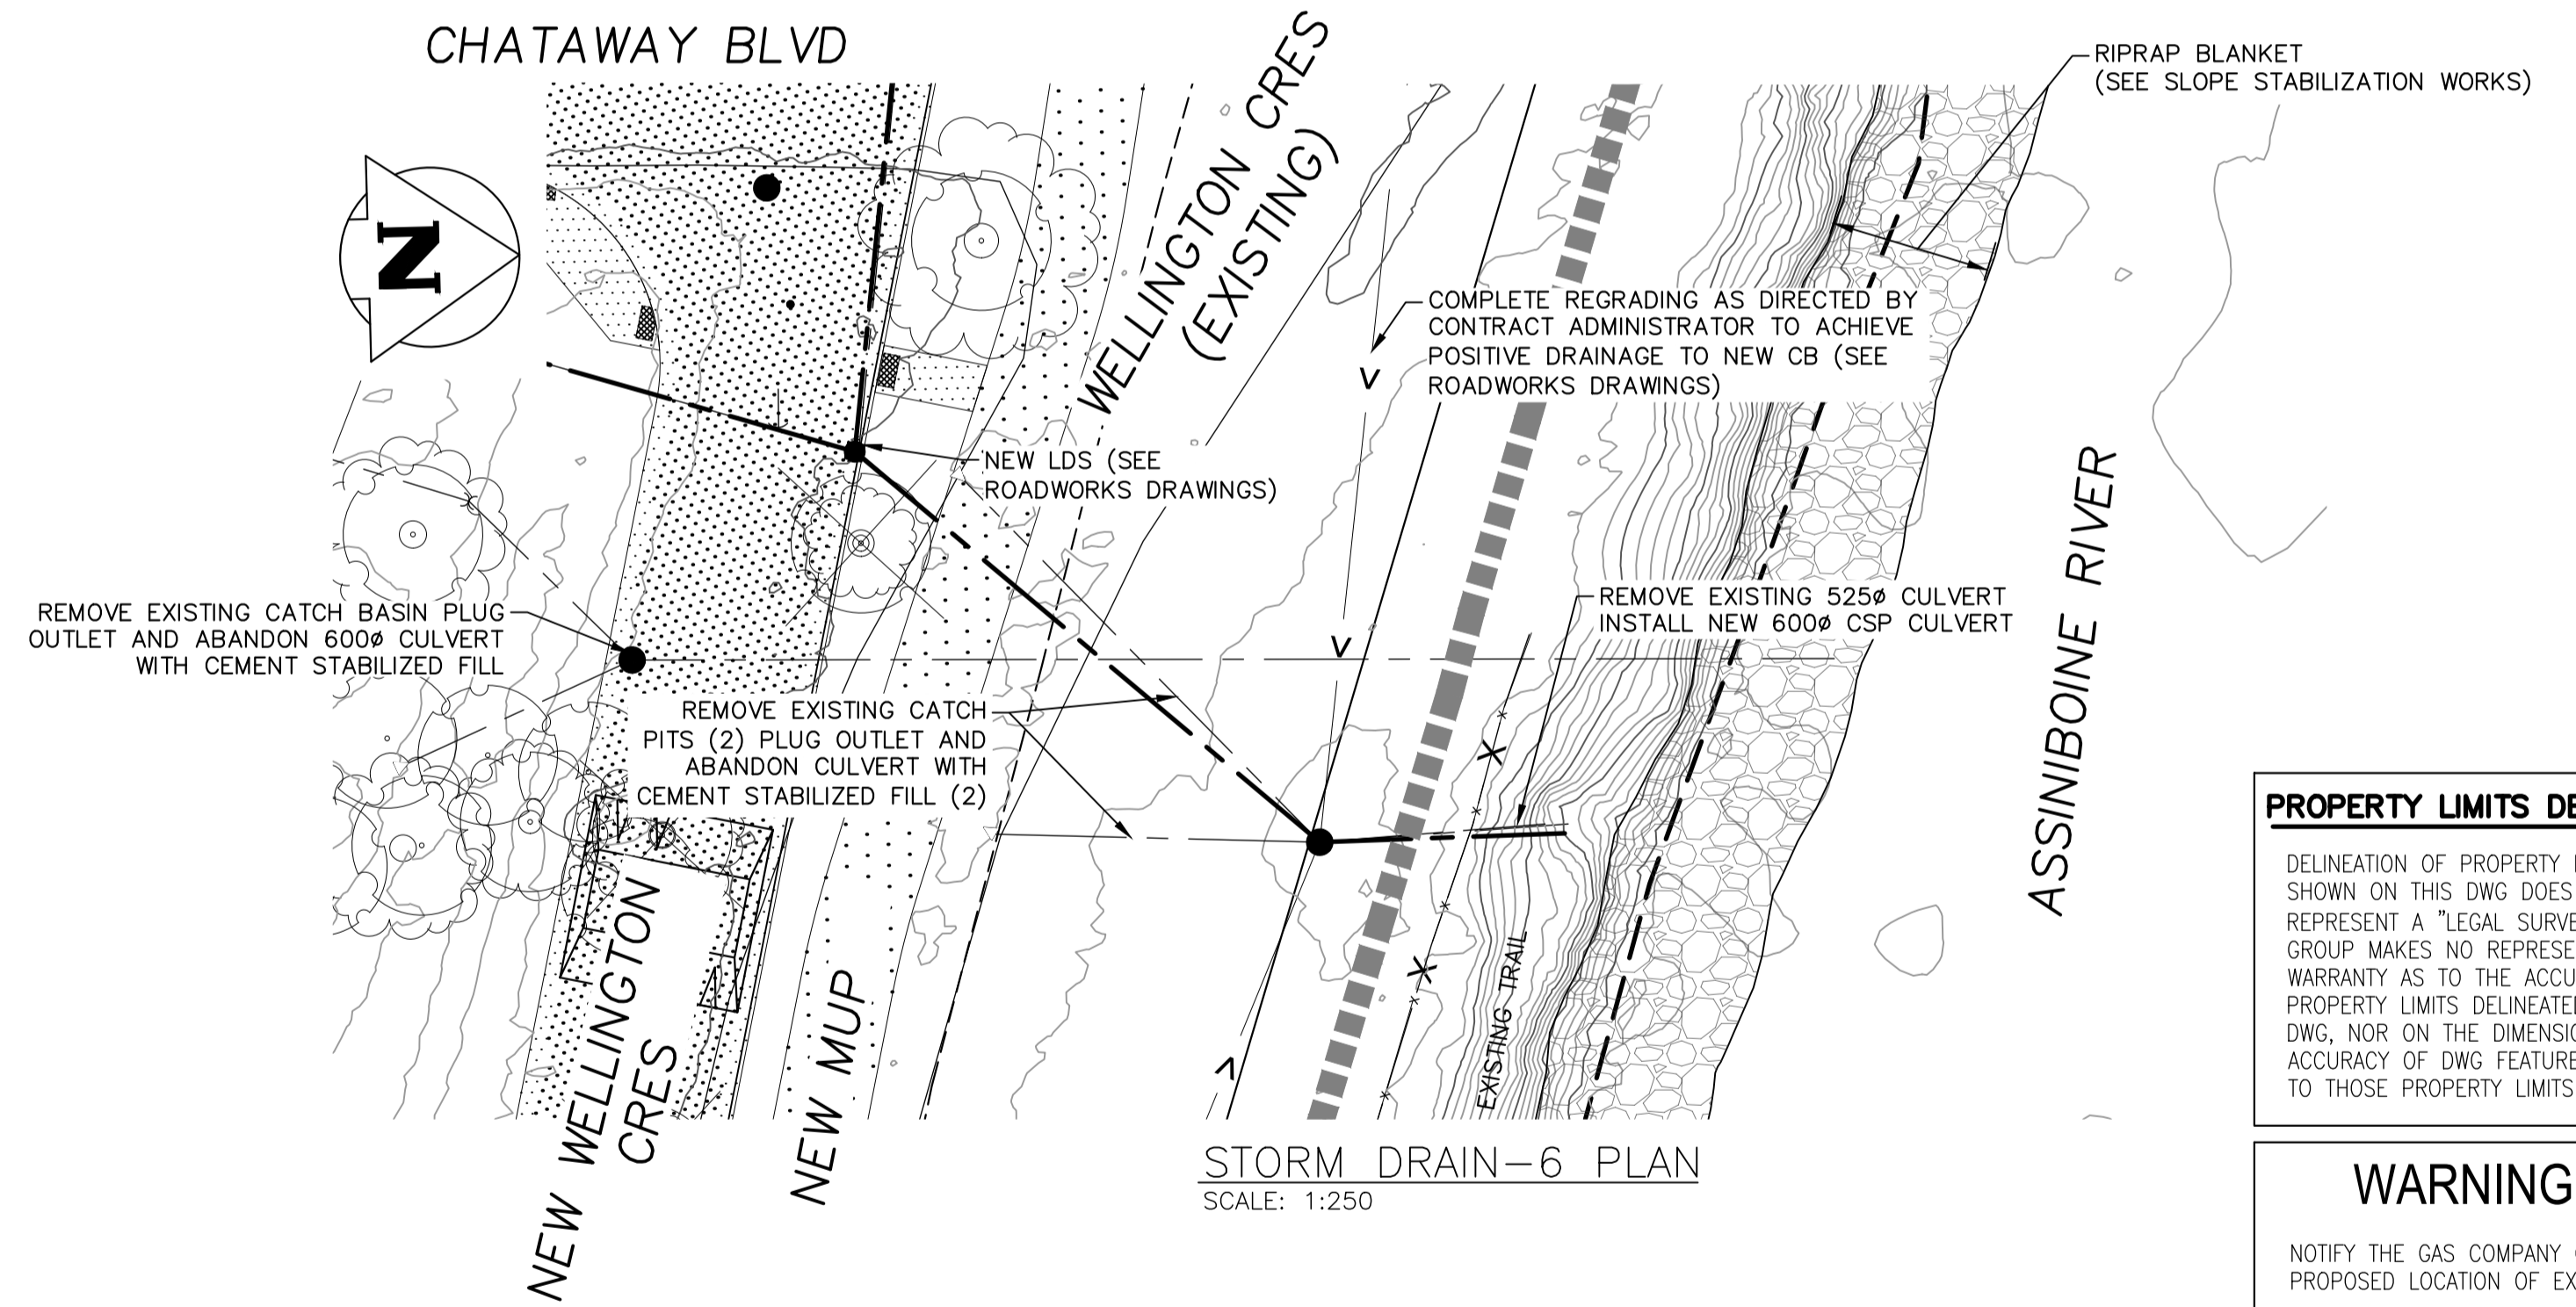 CHATAWAY BLVD
WELLINGTON CRES
(EXISTING)
RIPRAP BLANKET
(SEE SLOPE STABILIZATION WORKS)
N
COMPLETE REGRADING AS DIRECTED BY
CONTRACT ADMINISTRATOR TO ACHIEVE
POSITIVE DRAINAGE TO NEW CB (SEE
ROADWORKS DRAWINGS)
NEW LDS (SEE
ROADWORKS DRAWINGS)
REMOVE EXISTING CATCH BASIN PLUG
OUTLET AND ABANDON 600ø CULVERT
WITH CEMENT STABILIZED FILL
REMOVE EXISTING 525ø CULVERT
INSTALL NEW 600ø CSP CULVERT
REMOVE EXISTING CATCH
PITS (2) PLUG OUTLET AND
ABANDON CULVERT WITH
CEMENT STABILIZED FILL (2)
ASSINIBOINE RIVER
EXISTING TRAIL
NEW WELLINGTON
CRES
NEW MUP
STORM DRAIN-6 PLAN
SCALE: 1:250
PROPERTY LIMITS DE
DELINEATION OF PROPERTY
SHOWN ON THIS DWG DOES
REPRESENT A "LEGAL SURVE
GROUP MAKES NO REPRESE
WARRANTY AS TO THE ACCU
PROPERTY LIMITS DELINEATE
DWG, NOR ON THE DIMENSI
ACCURACY OF DWG FEATURE
TO THOSE PROPERTY LIMITS
WARNING
NOTIFY THE GAS COMPANY
PROPOSED LOCATION OF EX